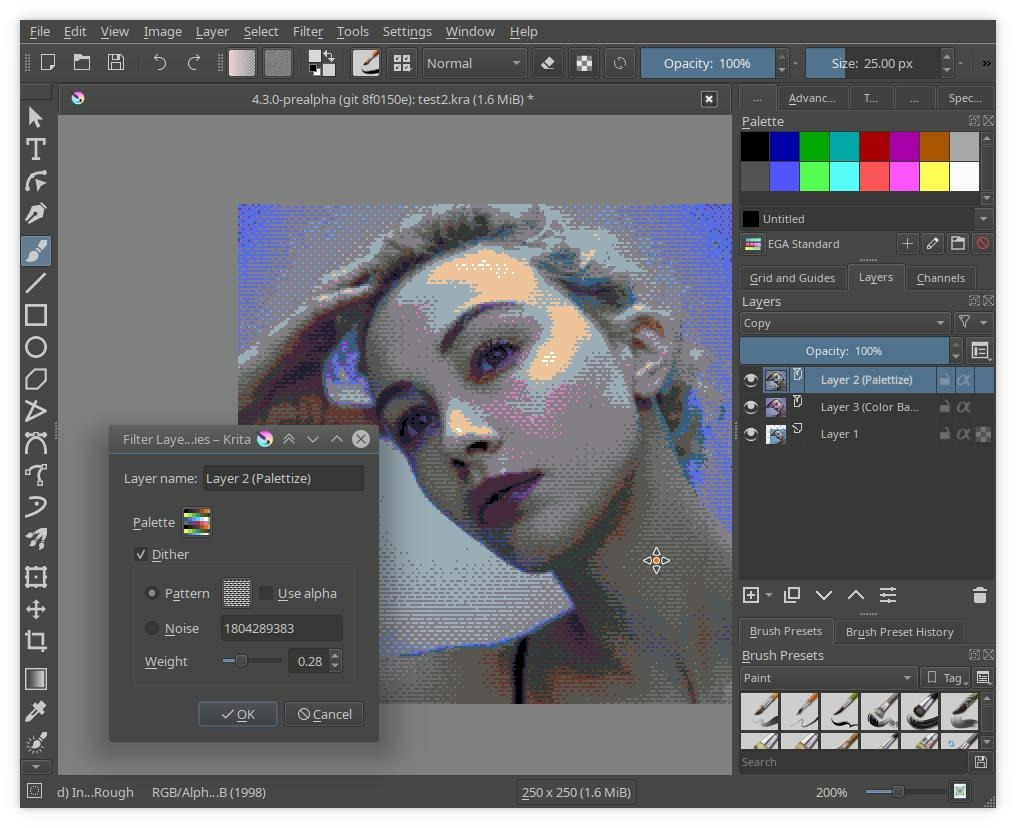 File Edit View Image Layer Select Filter Tools Settings Window Help
Normal
Opacity: 100%
Size: 25.00 px
»
4.3.0-prealpha (git 8f0150e): test2.kra (1.6 MiB) *
... Advanc... T... ... Spec...
Palette
Untitled
EGA Standard
Grid and Guides Layers Channels
Layers
Copy
Opacity: 100%
Layer 2 (Palettize)
Layer 3 (Color Ba...
Layer 1
Filter Laye...ies – Krita
Layer name: Layer 2 (Palettize)
Palette
Dither
Pattern Use alpha
Noise 1804289383
Weight 0.28
OK Cancel
Brush Presets Brush Preset History
Brush Presets
Paint Tag
Search
d) In...Rough RGB/Alph...B (1998) 250 x 250 (1.6 MiB) 200%